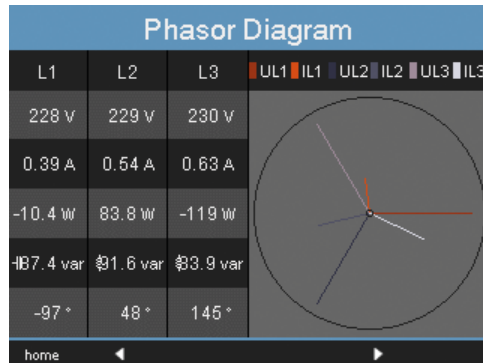 Phasor Diagram
L1 L2 L3 UL1 IL1 UL2 IL2 UL3 IL3
228 V 229 V 230 V
0.39 A 0.54 A 0.63 A
-10.4 W 83.8 W -119 W
var var var
-97 ° 48 ° 145 °
home